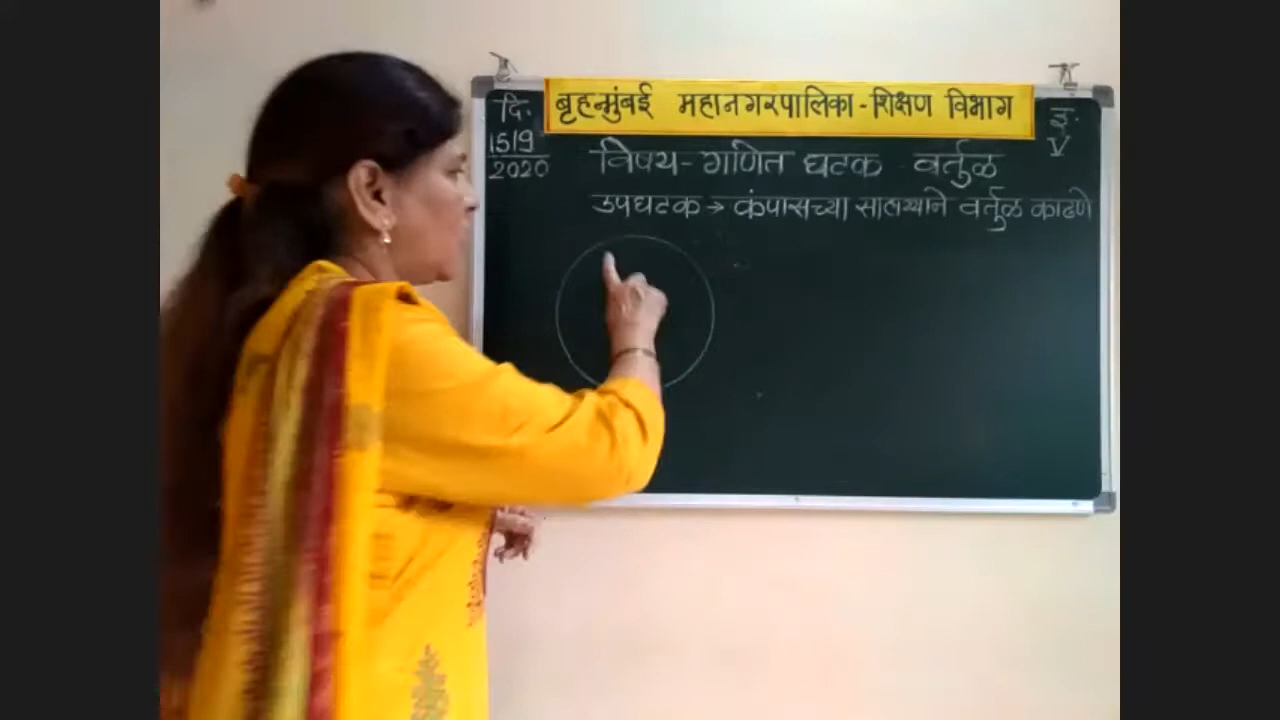 बृहन्मुंबई महानगरपालिका-शिक्षण विभाग
दि.
15/9
2020
इ.
V
विषय-गणित घटक - वर्तुळ
उपघटक → कंपासच्या साहाय्याने वर्तुळ काढणे